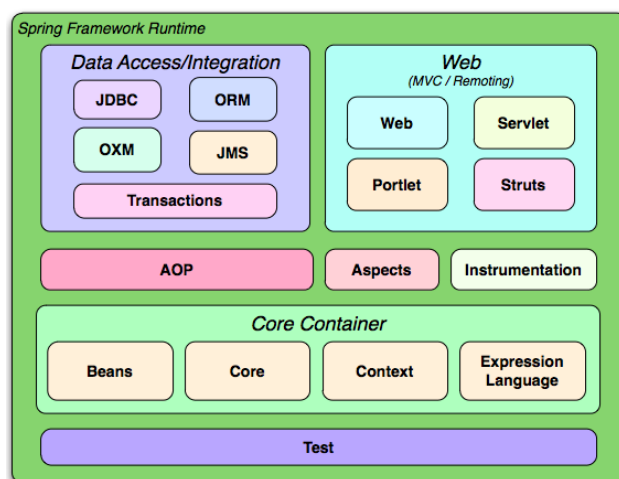 Spring Framework Runtime
Data Access/Integration
JDBC
ORM
OXM
JMS
Transactions
Web
(MVC / Remoting)
Web
Servlet
Portlet
Struts
AOP
Aspects
Instrumentation
Core Container
Beans
Core
Context
Expression
Language
Test